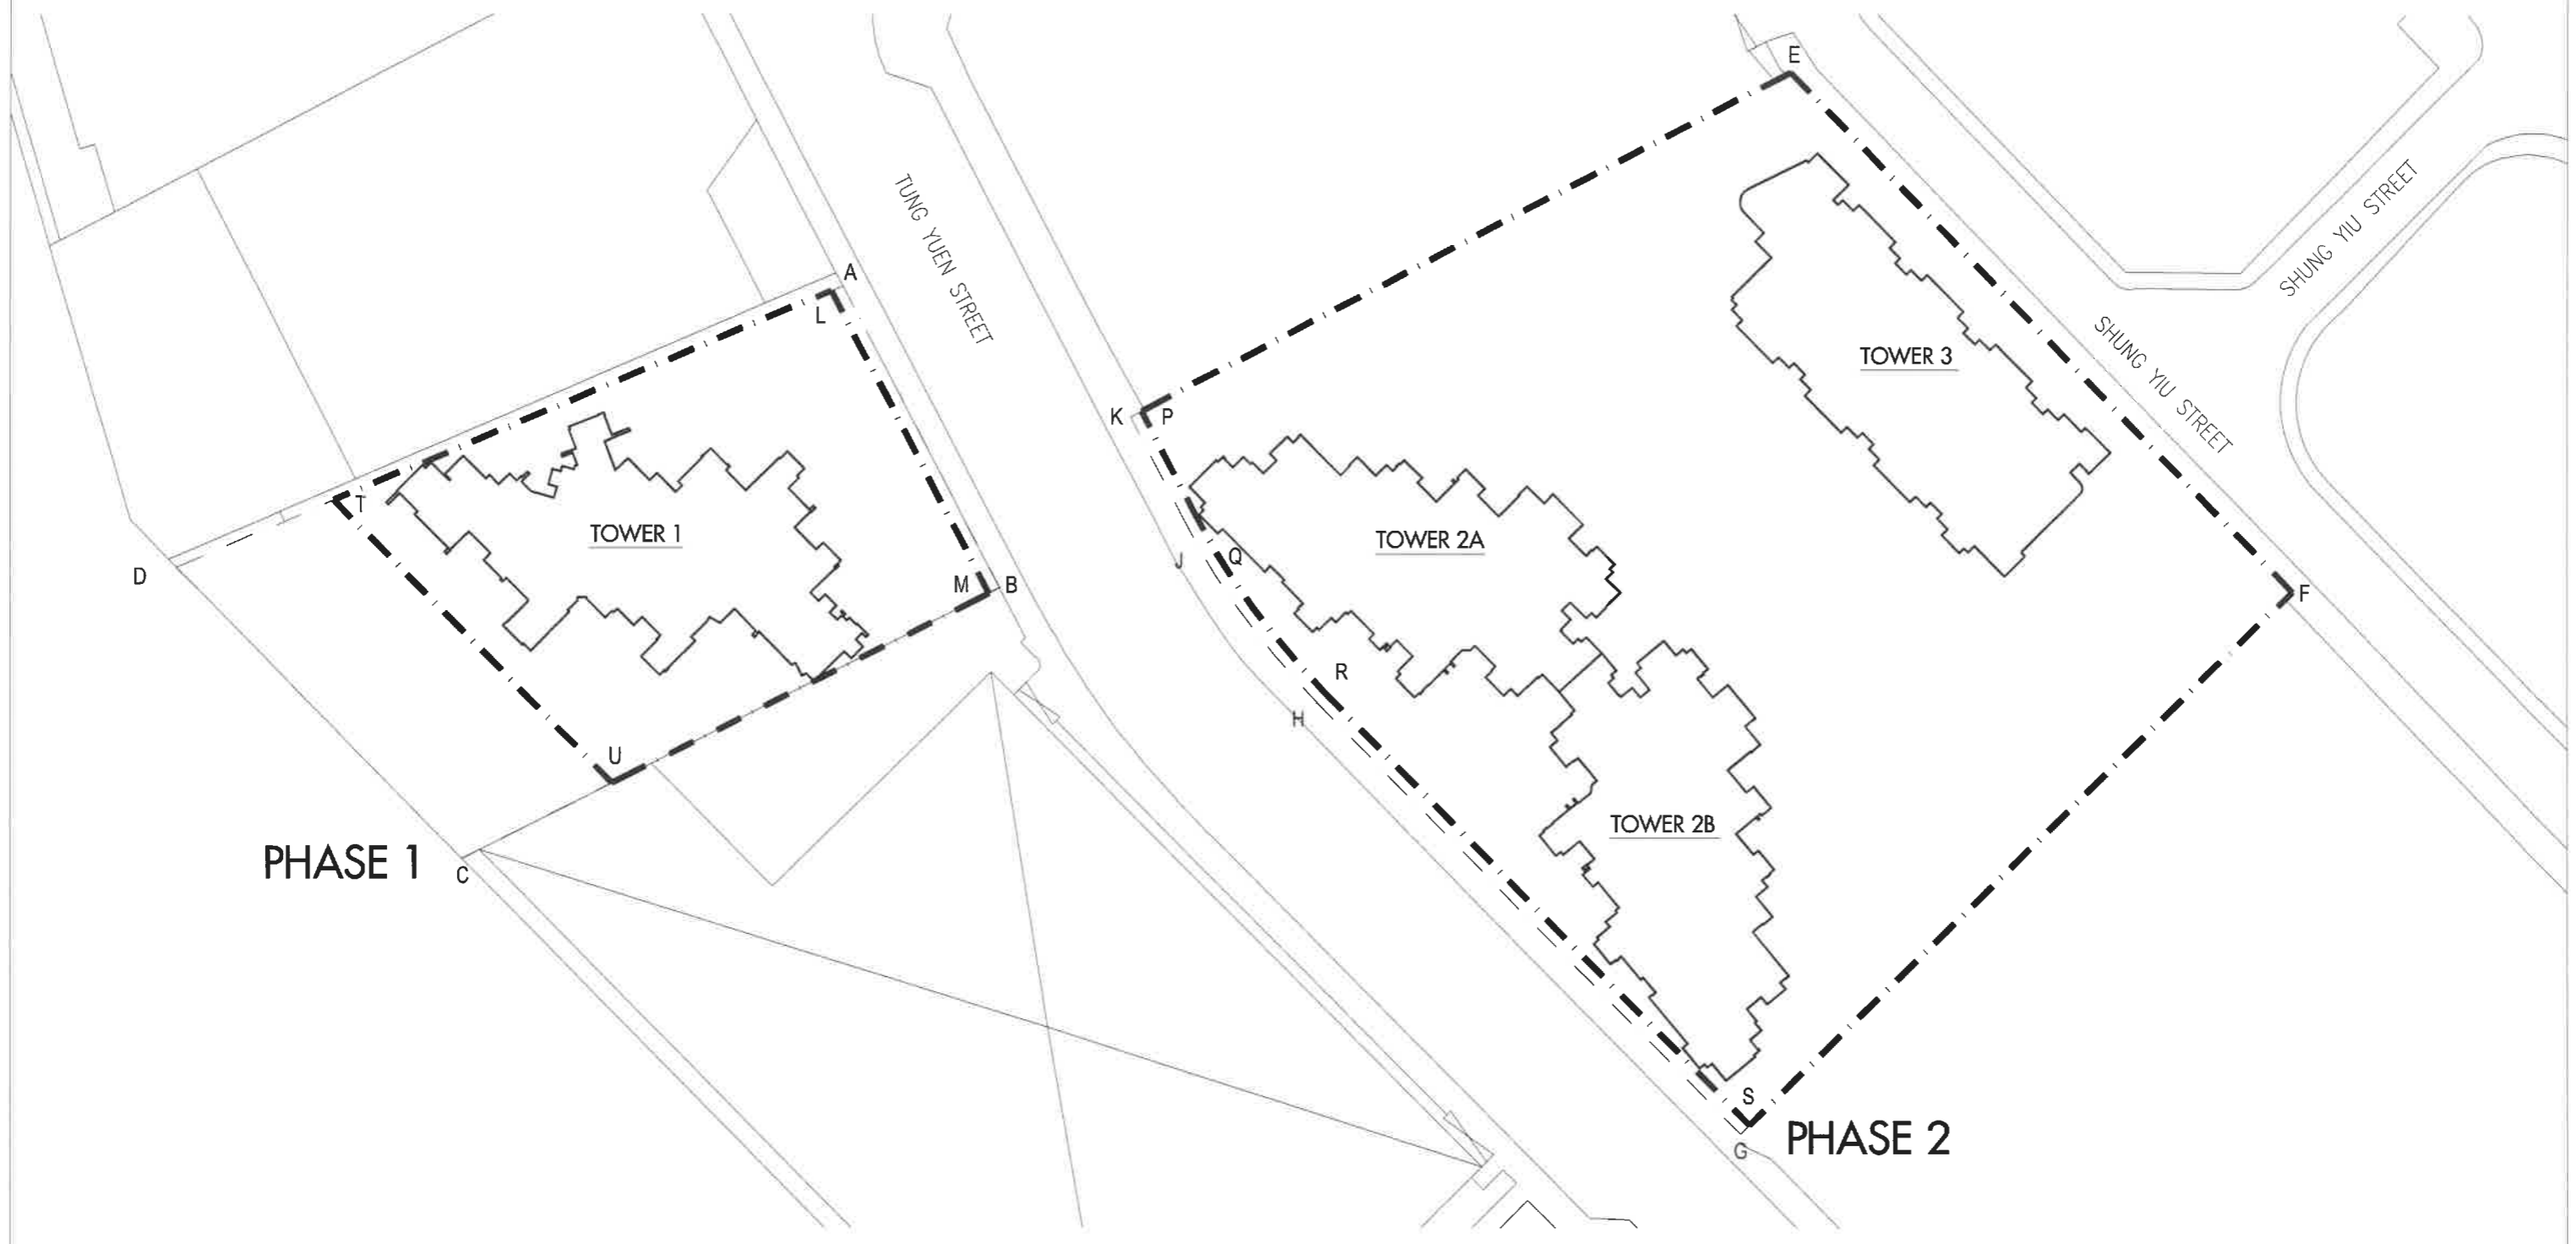 E
TUNG YUEN STREET
SHUNG YIU STREET
A
L
SHUNG YIU STREET
TOWER 3
K
P
T
TOWER 1
TOWER 2A
Q
J
D
M
B
F
R
H
U
TOWER 2B
PHASE 1
C
S
G
PHASE 2